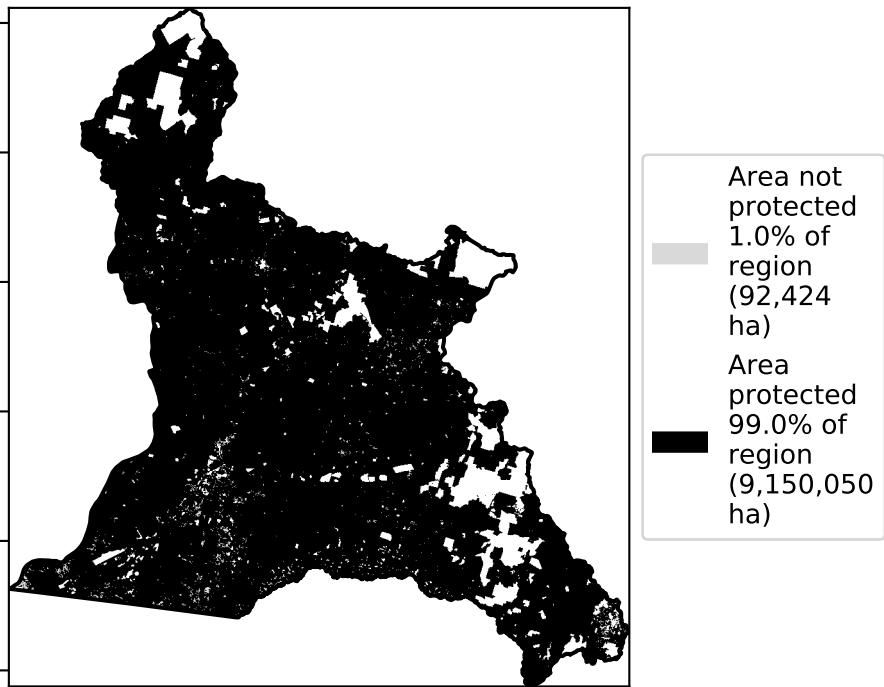 Area not
protected
1.0% of
region
(92,424
ha)
Area
protected
99.0% of
region
(9,150,050
ha)